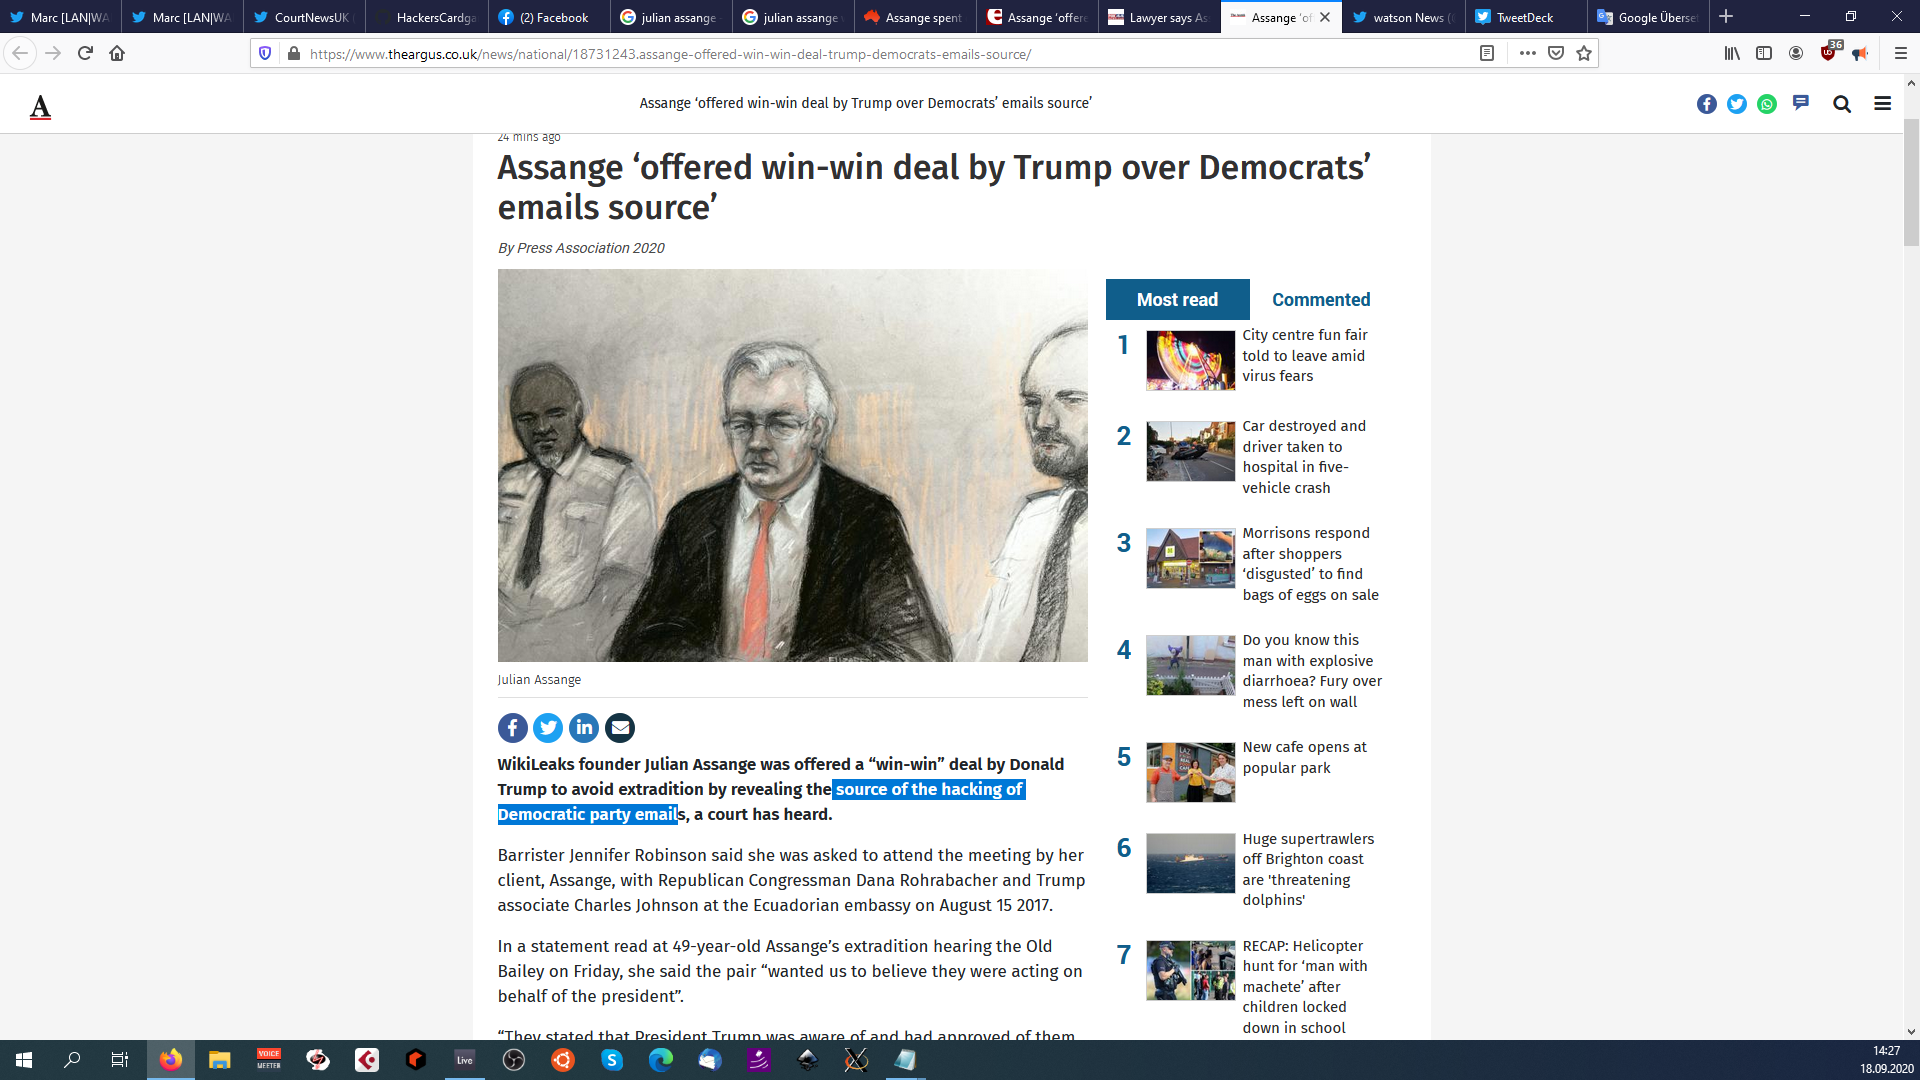 Marc [LAN|WA
Marc [LAN|WA
CourtNewsUK
HackersCardga
(2) Facebook
julian assange
julian assange
Assange spent
Assange 'offere
Lawyer says As
Assange 'of
watson News (
TweetDeck
Google Überse
https://www.theargus.co.uk/news/national/18731243.assange-offered-win-win-deal-trump-democrats-emails-source/
36
A
Assange ‘offered win-win deal by Trump over Democrats’ emails source’
24 mins ago
Assange ‘offered win-win deal by Trump over Democrats’
emails source’
By Press Association 2020
Julian Assange
WikiLeaks founder Julian Assange was offered a “win-win” deal by Donald
Trump to avoid extradition by revealing the source of the hacking of
Democratic party emails, a court has heard.
Barrister Jennifer Robinson said she was asked to attend the meeting by her
client, Assange, with Republican Congressman Dana Rohrabacher and Trump
associate Charles Johnson at the Ecuadorian embassy on August 15 2017.
In a statement read at 49-year-old Assange’s extradition hearing the Old
Bailey on Friday, she said the pair “wanted us to believe they were acting on
behalf of the president”.
“They stated that President Trump was aware of and had approved of them
Most read
Commented
1
City centre fun fair
told to leave amid
virus fears
2
Car destroyed and
driver taken to
hospital in five-
vehicle crash
3
Morrisons respond
after shoppers
‘disgusted’ to find
bags of eggs on sale
4
Do you know this
man with explosive
diarrhoea? Fury over
mess left on wall
5
New cafe opens at
popular park
6
Huge supertrawlers
off Brighton coast
are 'threatening
dolphins'
7
RECAP: Helicopter
hunt for ‘man with
machete’ after
children locked
down in school
VOICE
MEETER
Live
14:27
18.09.2020